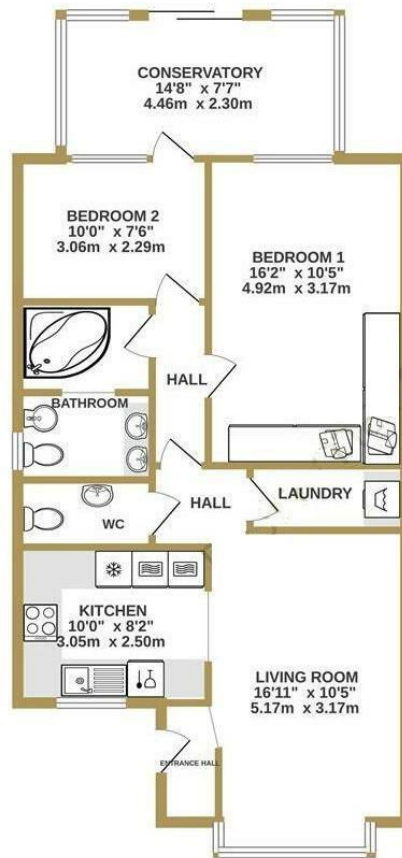 CONSERVATORY
14'8" x 7'7"
4.46m x 2.30m
BEDROOM 2
10'0" x 7'6"
3.06m x 2.29m
BEDROOM 1
16'2" x 10'5"
4.92m x 3.17m
HALL
BATHROOM
HALL
LAUNDRY
WC
KITCHEN
10'0" x 8'2"
3.05m x 2.50m
LIVING ROOM
16'11" x 10'5"
5.17m x 3.17m
ENTRANCE HALL